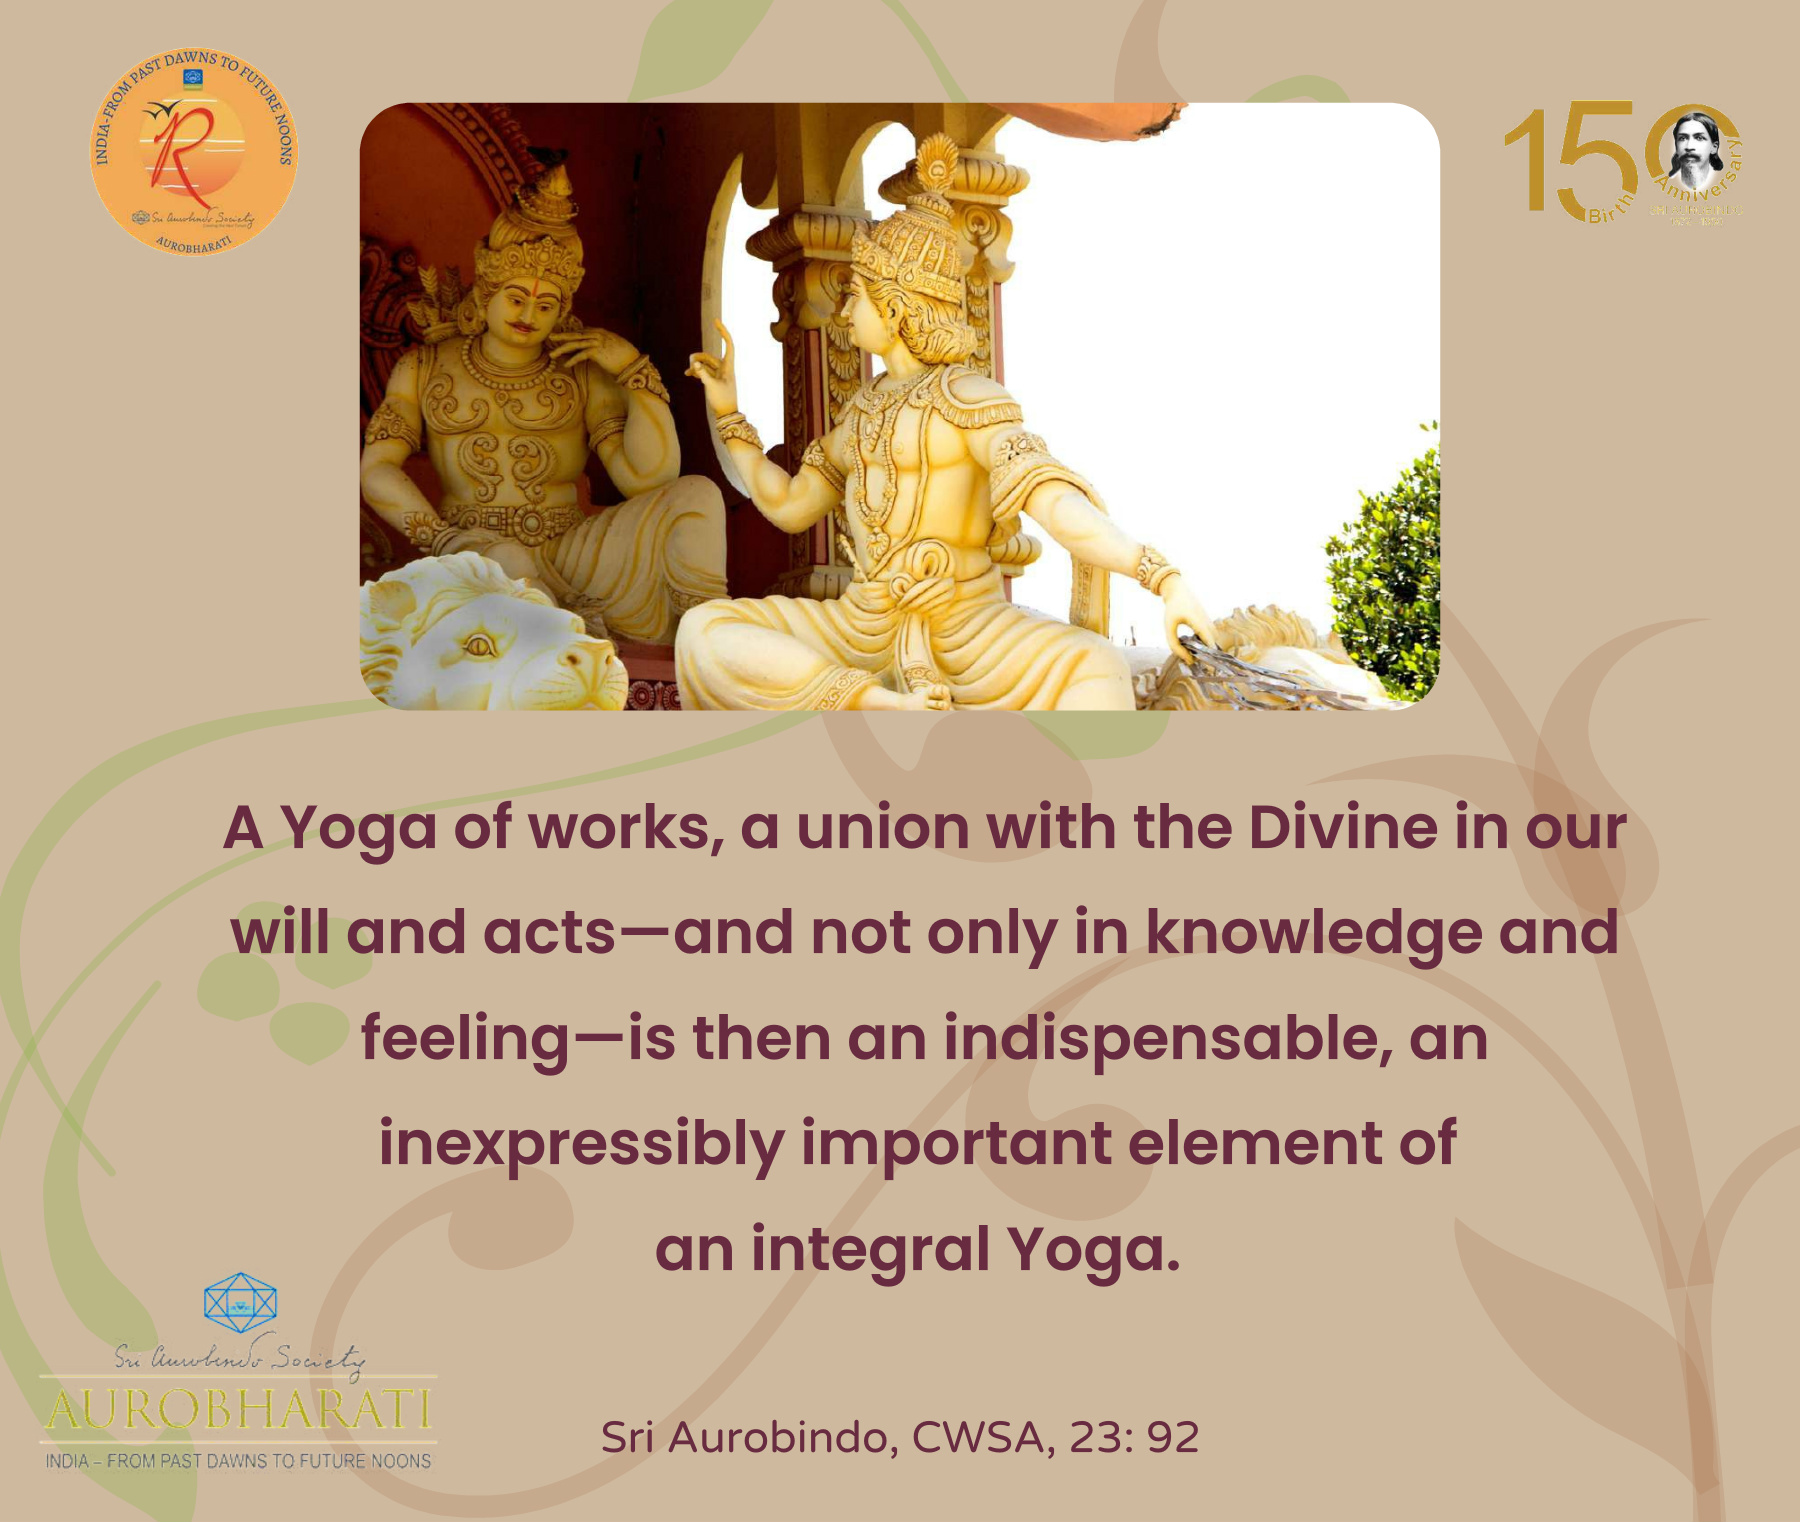 INDIA-FROM PAST DAWNS TO FUTURE NOONS
R
Sri Aurobindo Society
AUROBHARATI
150
Birth Anniversary
A Yoga of works, a union with the Divine in our
will and acts—and not only in knowledge and
feeling—is then an indispensable, an
inexpressibly important element of
an integral Yoga.
Sri Aurobindo Society
AUROBHARATI
INDIA – FROM PAST DAWNS TO FUTURE NOONS
Sri Aurobindo, CWSA, 23: 92